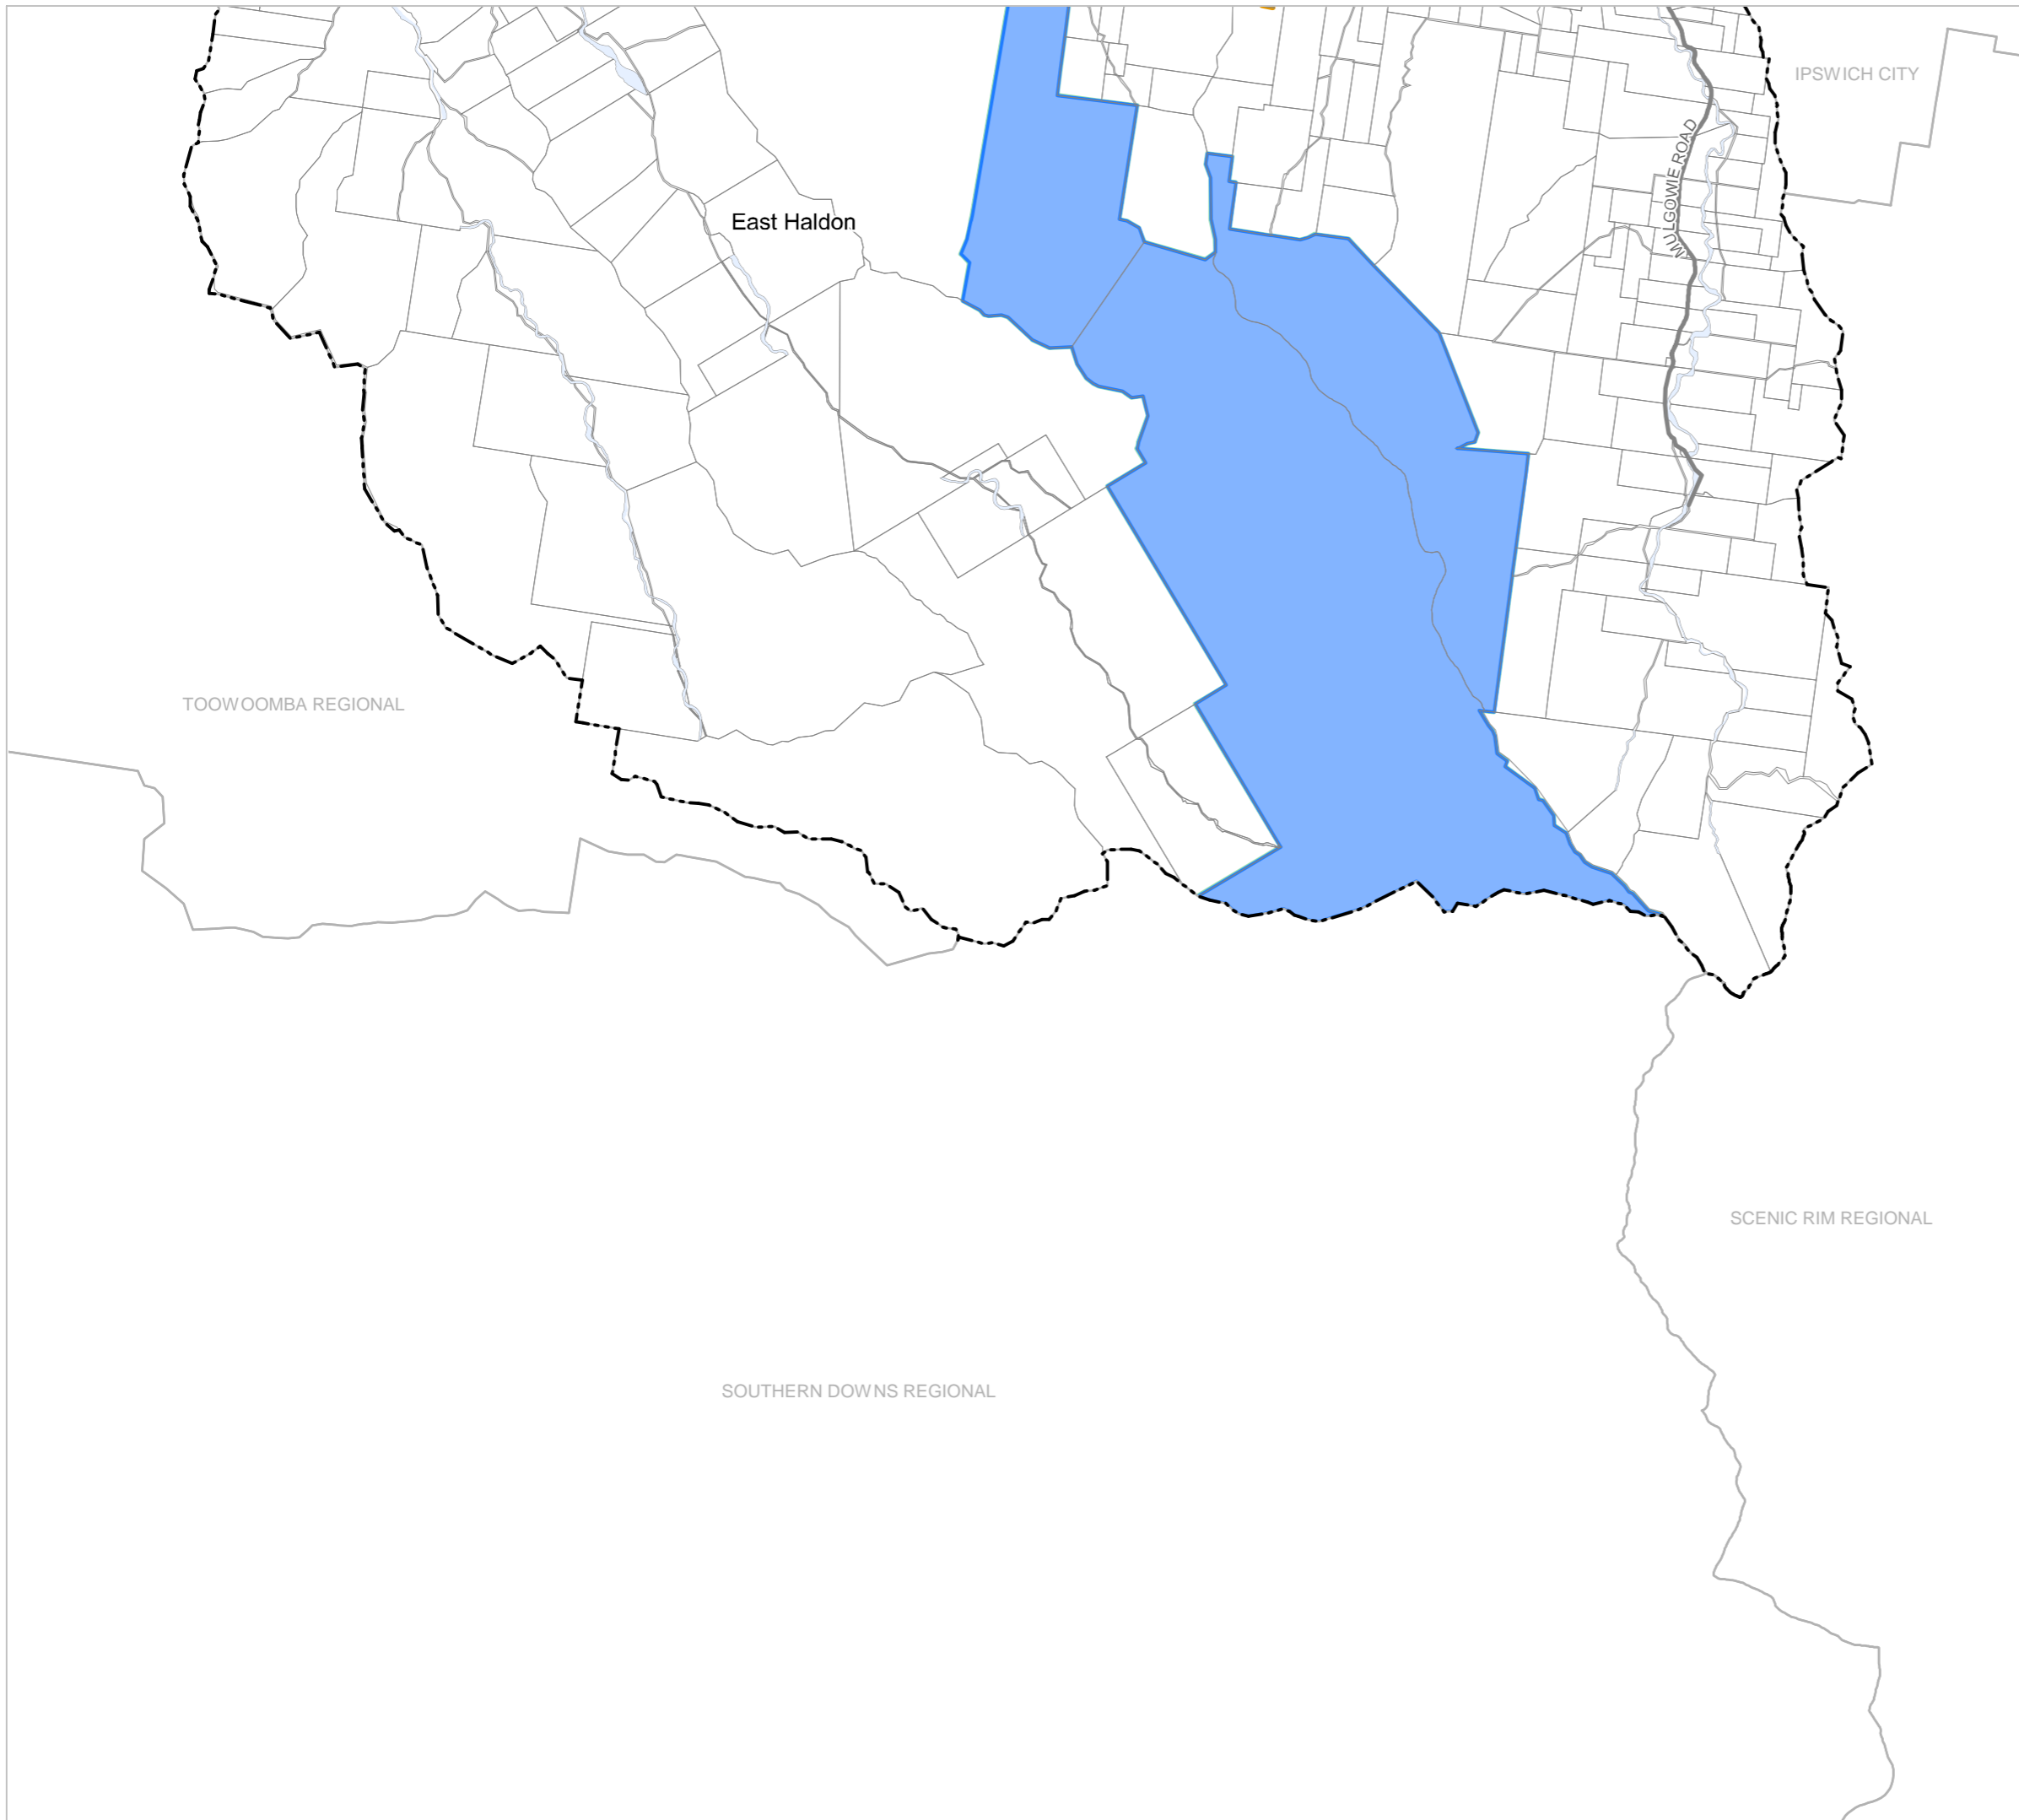 IPSWICH CITY
MULGOWIE ROAD
East Haldon
TOOWOOMBA REGIONAL
SCENIC RIM REGIONAL
SOUTHERN DOWNS REGIONAL